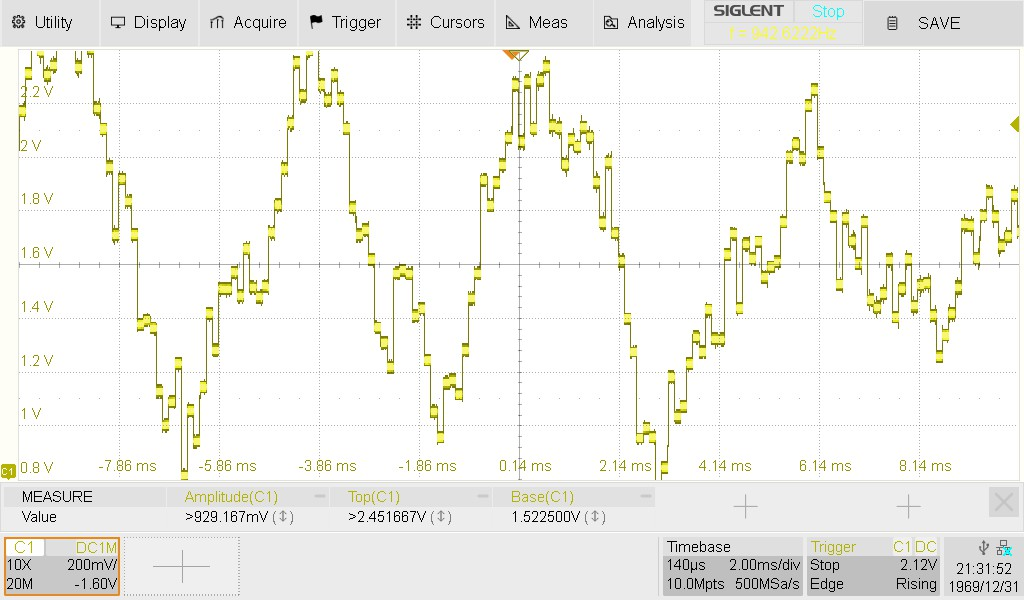 Utility Display Acquire Trigger Cursors Meas Analysis SIGLENT Stop SAVE
f = 842.6222Hz
2.2 V
2 V
1.8 V
1.6 V
1.4 V
1.2 V
1 V
C1 0.8 V -7.86 ms -5.86 ms -3.86 ms -1.86 ms 0.14 ms 2.14 ms 4.14 ms 6.14 ms 8.14 ms
MEASURE Amplitude(C1) Top(C1) Base(C1)
Value >929.167mV (↕) >2.451667V (↕) 1.522500V (↕)
C1 DC1M
10X 200mV/
20M -1.60V
Timebase
140µs 2.00ms/div
10.0Mpts 500MSa/s
Trigger C1 DC
Stop 2.12V
Edge Rising
21:31:52
1969/12/31